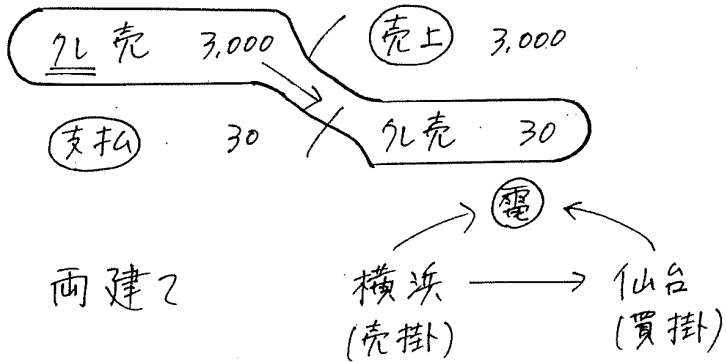 クレ売 3,000 / 売上 3,000
支払 30 / クレ売 30
電
両建て 横浜 → 仙台
(売掛) (買掛)